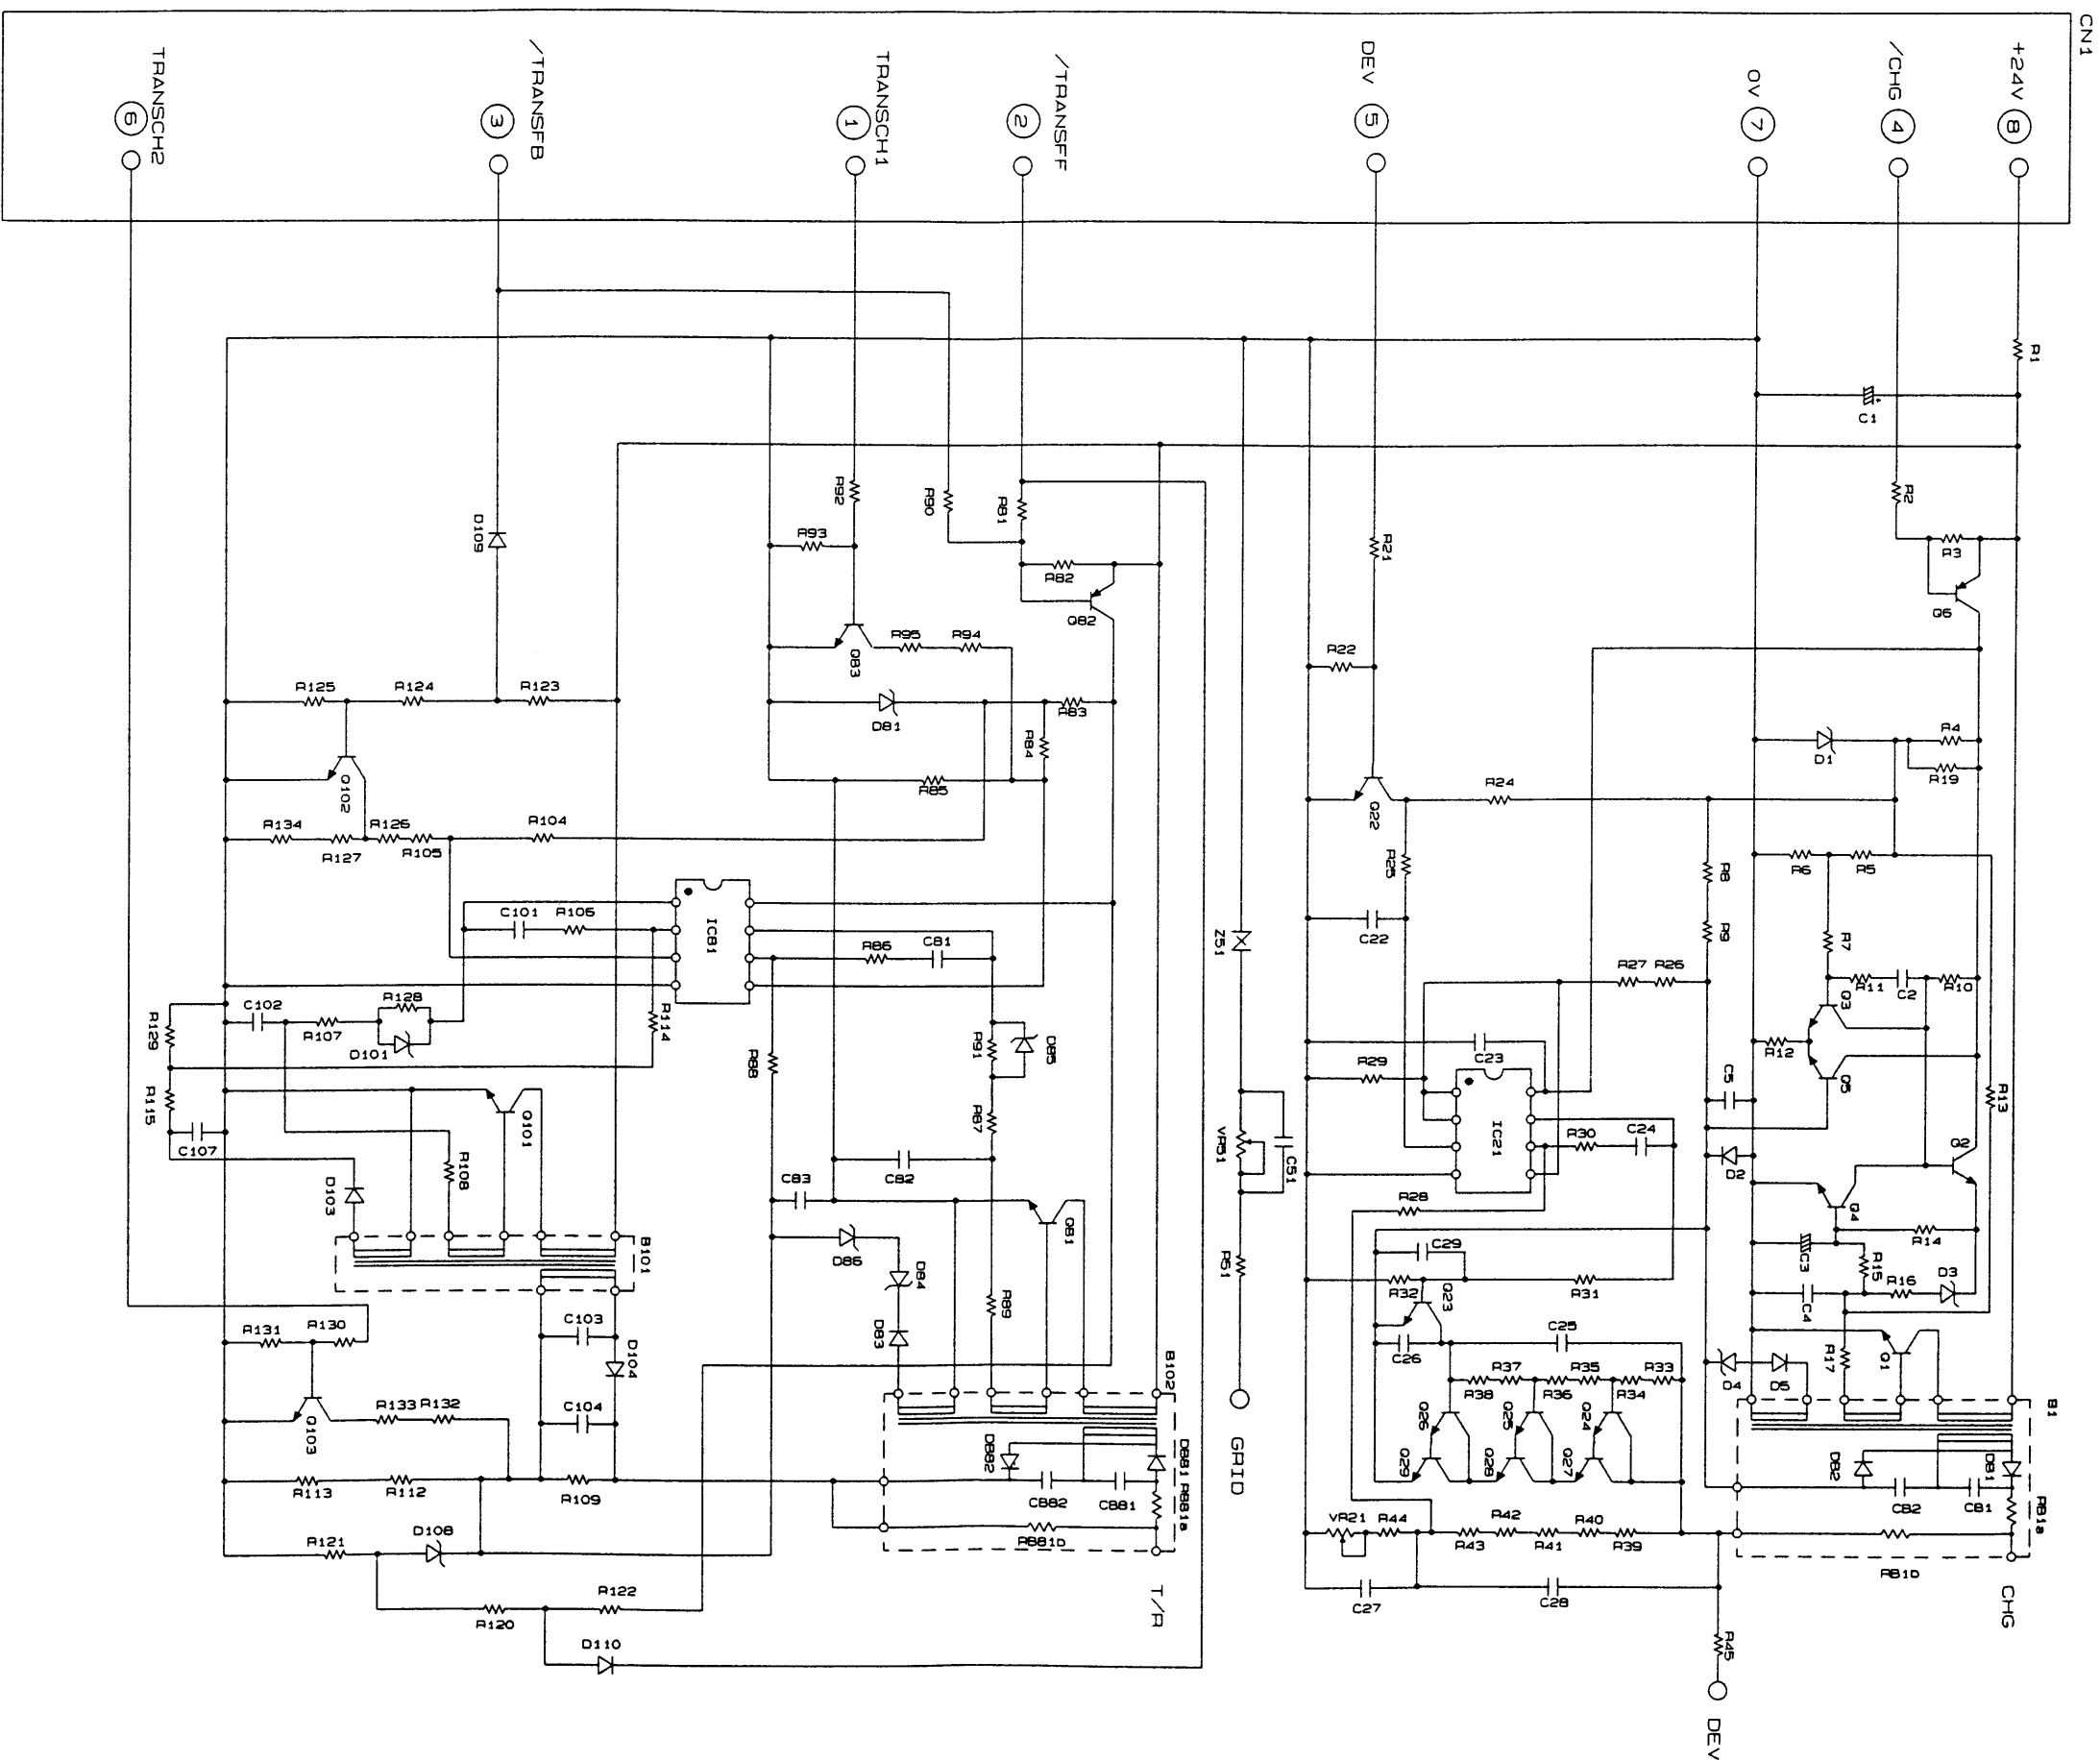 CN1
+24V
8
/CHG
4
0V
7
DEV
5
/TRANSFF
2
TRANSCH1
1
/TRANSFB
3
TRANSCH2
6
R1
C1
R2
R3
Q6
R4
R19
D1
R5
R6
R7
R8
R9
R10
C2
R11
Q3
R12
Q5
C5
R13
Q2
D2
Q4
R14
C3
R15
R16
D3
C4
R17
Q1
D4
D5
B1
DB1
DB2
CB1
CB2
RB1a
RB1b
CHG
R21
R22
Q22
R24
R25
C22
R27
R26
C23
R29
IC21
R30
C24
R28
C29
R32
Q23
R31
C26
C25
R38
R37
R36
R35
R34
R33
Q26
Q25
Q24
Q29
Q28
Q27
VR21
R44
R43
R42
R41
R40
R39
C27
C28
R45
DEV
Z51
VR51
C51
R51
GRID
R81
R90
R82
Q82
R92
R93
Q83
R95
R94
D81
R83
R84
R85
IC81
R86
C81
R88
R91
D85
R87
C82
C83
D86
D84
D83
R89
Q81
B102
D881
D882
C882
C881
R881a
R881b
T/R
D109
R125
R124
R123
Q102
R134
R127
R126
R105
R104
C101
R106
R128
C102
R107
D101
R114
R129
R115
C107
R108
Q101
D103
B101
C103
D104
C104
R131
R130
Q103
R133
R132
R113
R112
R109
R121
D108
R120
R122
D110